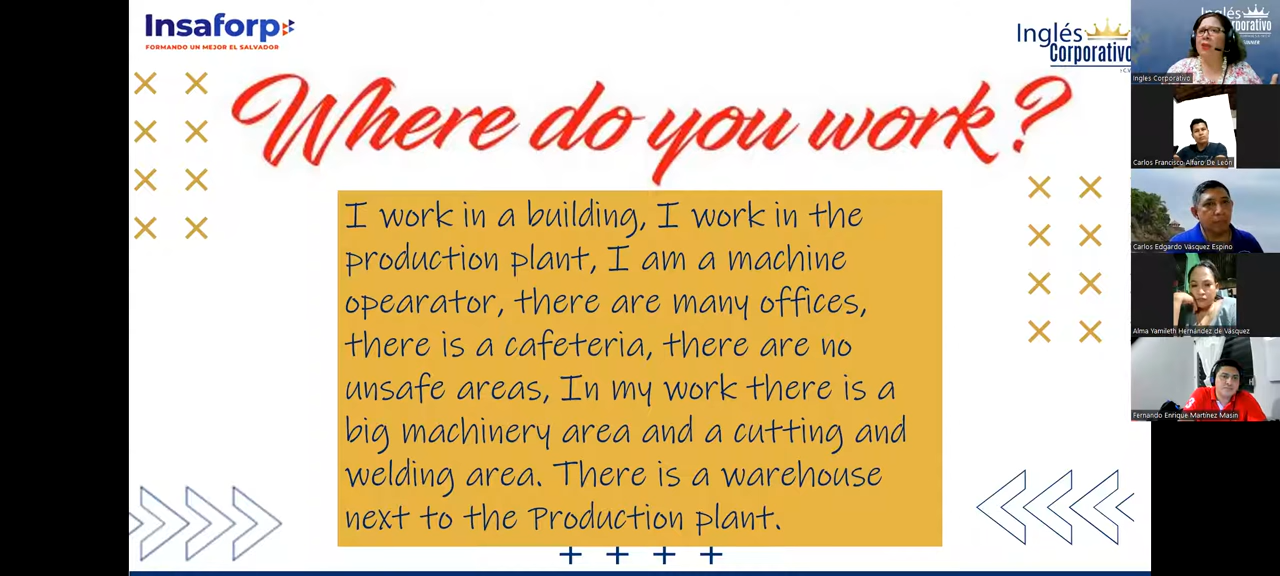 Insaforp
FORMANDO UN MEJOR EL SALVADOR
Inglés
Corporativo
Where do you work?
I work in a building, I work in the
production plant, I am a machine
opearator, there are many offices,
there is a cafeteria, there are no
unsafe areas, In my work there is a
big machinery area and a cutting and
welding area. There is a warehouse
next to the Production plant.
Inglés
Corporativo
Ingles Corporativo
Carlos Francisco Alfaro De León
Carlos Edgardo Vásquez Espino
Alma Yamileth Hernández de Vásquez
Fernando Enrique Martínez Masin